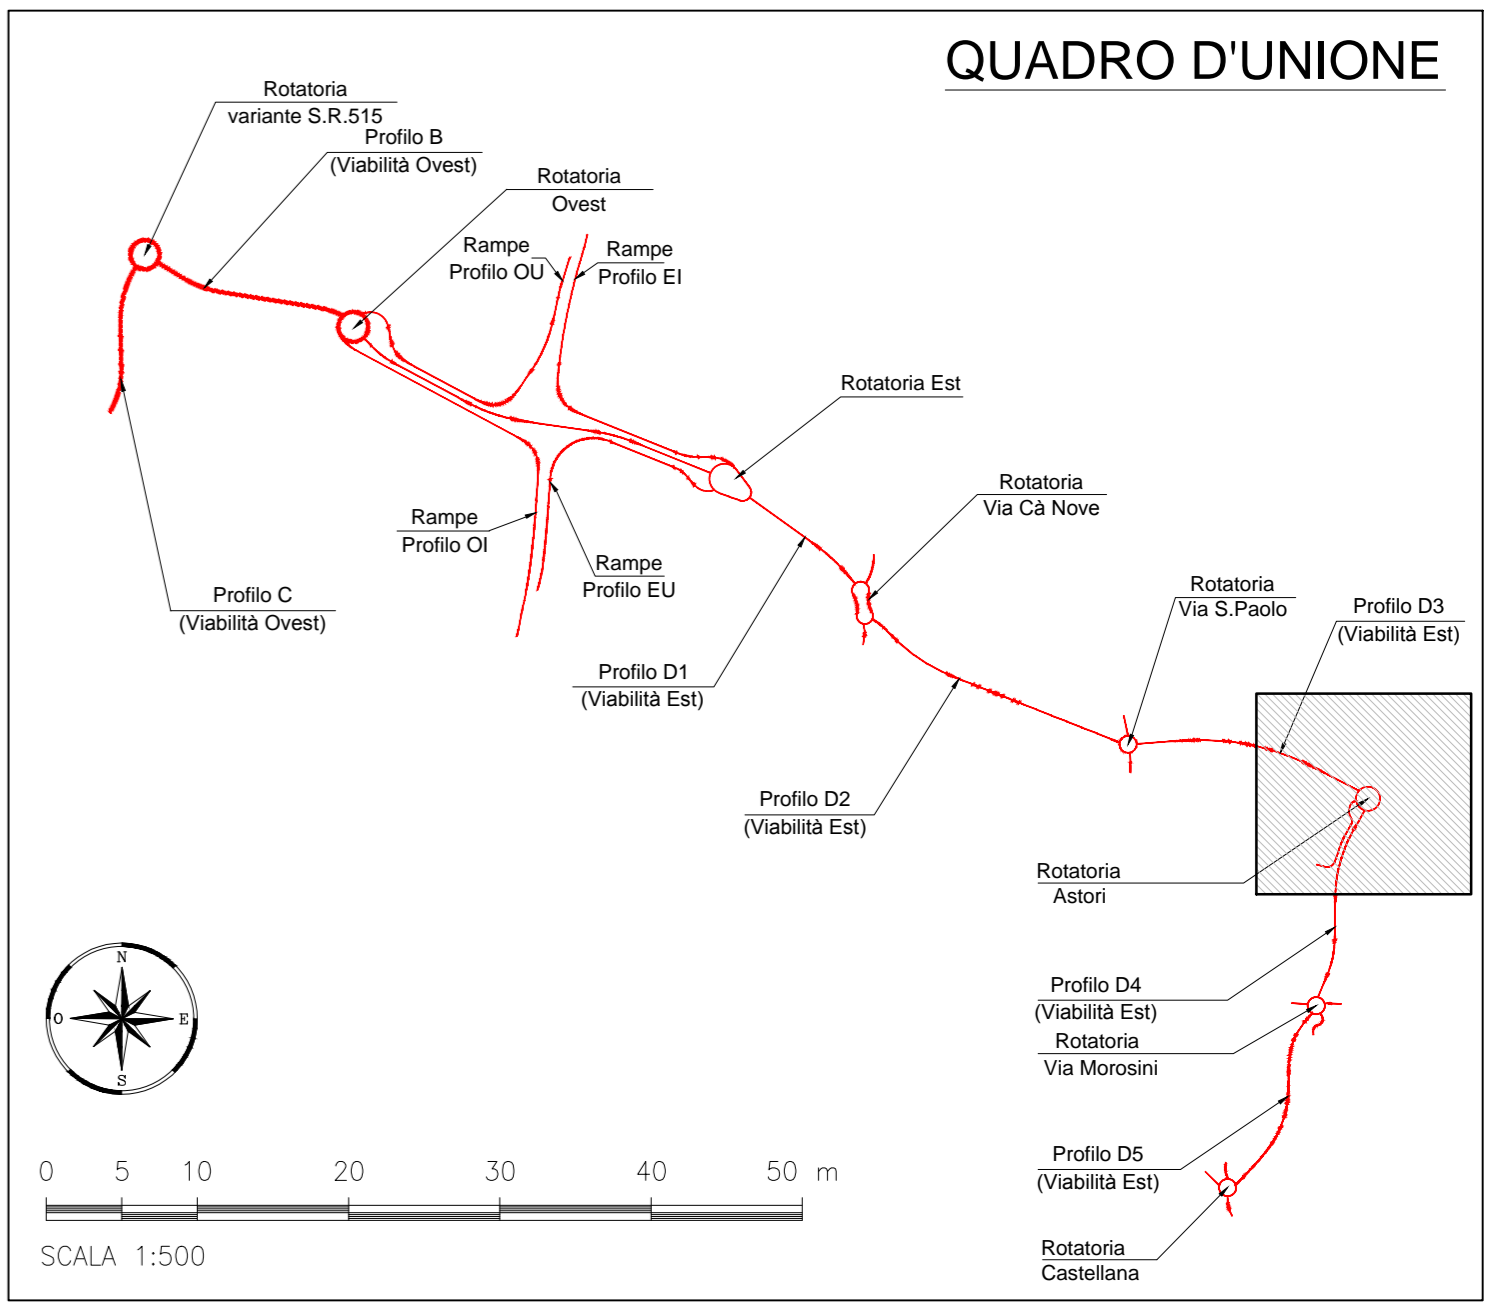 QUADRO D'UNIONE
Rotatoria
variante S.R.515
Profilo B
(Viabilità Ovest)
Rotatoria
Ovest
Rampe
Profilo OU
Rampe
Profilo EI
Rotatoria Est
Rotatoria
Via Cà Nove
Rampe
Profilo OI
Rampe
Profilo EU
Profilo C
(Viabilità Ovest)
Rotatoria
Via S.Paolo
Profilo D3
(Viabilità Est)
Profilo D1
(Viabilità Est)
Profilo D2
(Viabilità Est)
Rotatoria
Astori
Profilo D4
(Viabilità Est)
Rotatoria
Via Morosini
Profilo D5
(Viabilità Est)
Rotatoria
Castellana
N
O E
S
0 5 10 20 30 40 50 m
SCALA 1:500